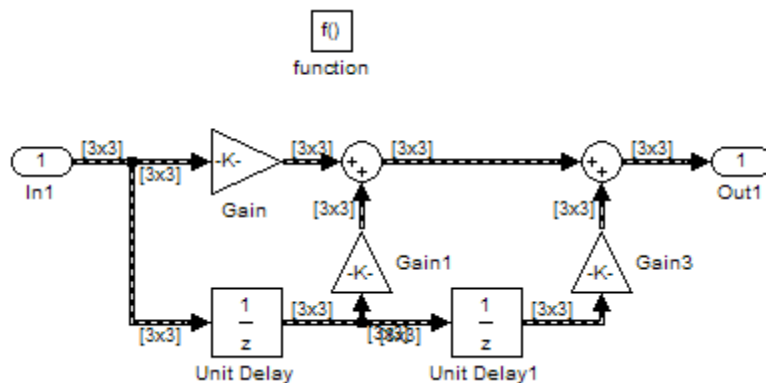 f()
function
[3x3] [3x3] [3x3] [3x3]
1 -K- + + + + 1
[3x3]
In1 Gain Out1
[3x3] [3x3]
-K- Gain1 -K- Gain3
1 z [3x3] 1 z [3x3]
[3x3] [3x3]
Unit Delay Unit Delay1